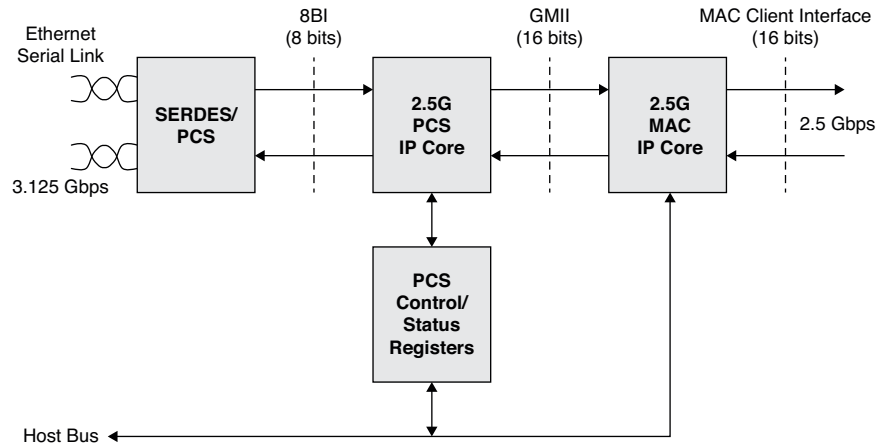 Ethernet
Serial Link
8BI
(8 bits)
GMII
(16 bits)
MAC Client Interface
(16 bits)
SERDES/
PCS
2.5G
PCS
IP Core
2.5G
MAC
IP Core
2.5 Gbps
3.125 Gbps
PCS
Control/
Status
Registers
Host Bus